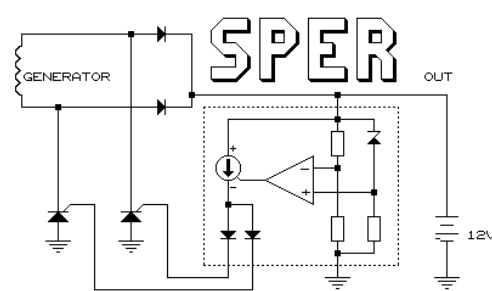 SPER
GENERATOR
OUT
+
−
−
+
12V